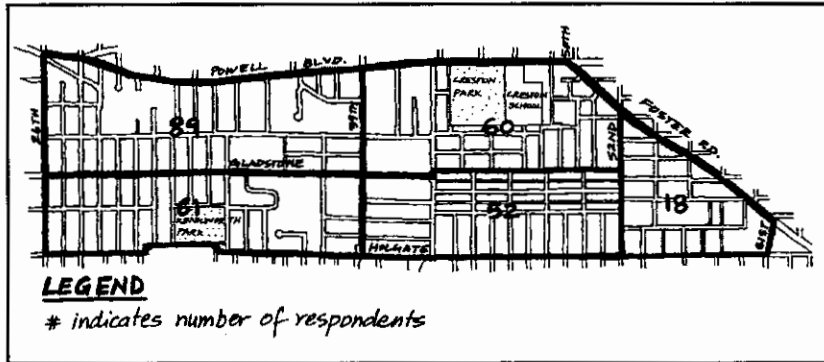 50TH
POWELL BLVD.
CRESTON
PARK
CRESTON
SCHOOL
FOSTER RD.
26TH
39TH
89
60
52ND
GLADSTONE
61
52
18
KENILWORTH
PARK
HOLGATE
61ST
LEGEND
# indicates number of respondents